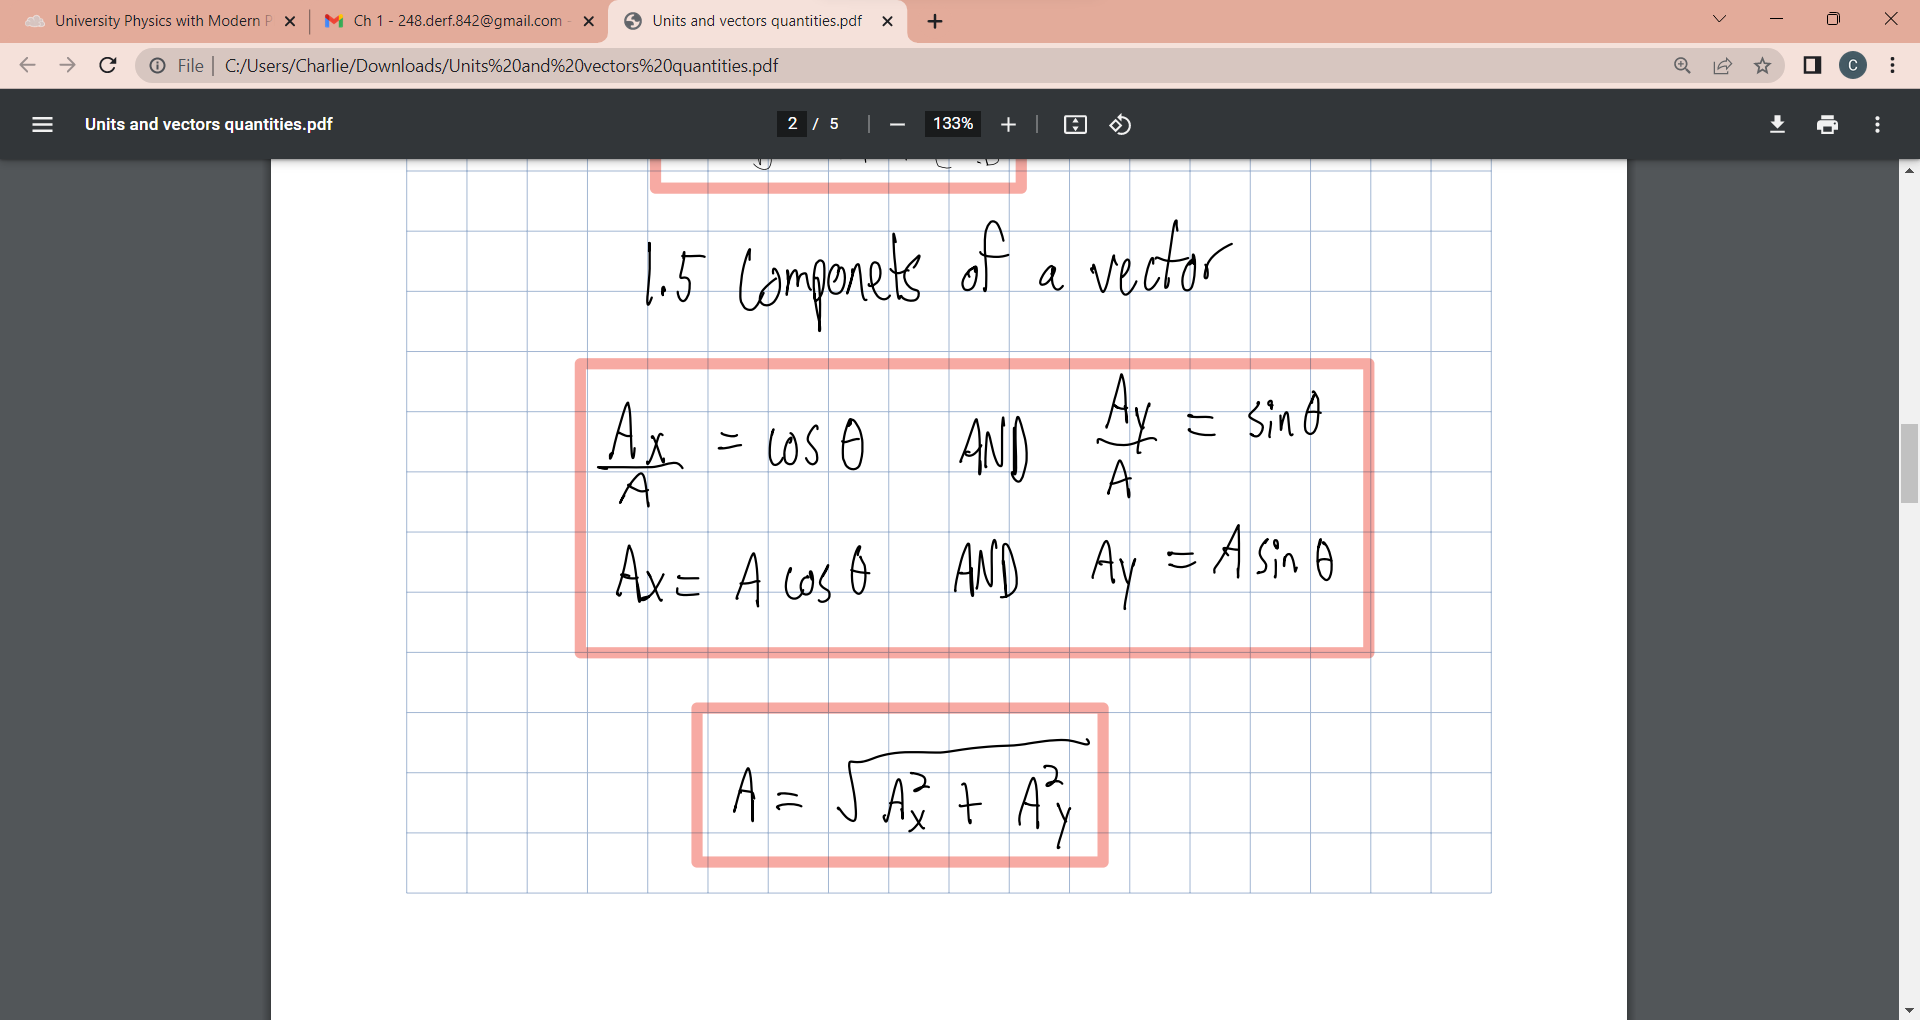 University Physics with Modern P
Ch 1 - 248.derf.842@gmail.com -
Units and vectors quantities.pdf
File | C:/Users/Charlie/Downloads/Units%20and%20vectors%20quantities.pdf
C
Units and vectors quantities.pdf
2 / 5
133%
1.5 Componets of a vector
Ax/A = cos θ AND Ay/A = sin θ
Ax = A cos θ AND Ay = A sin θ
A = √(A²x + A²y)